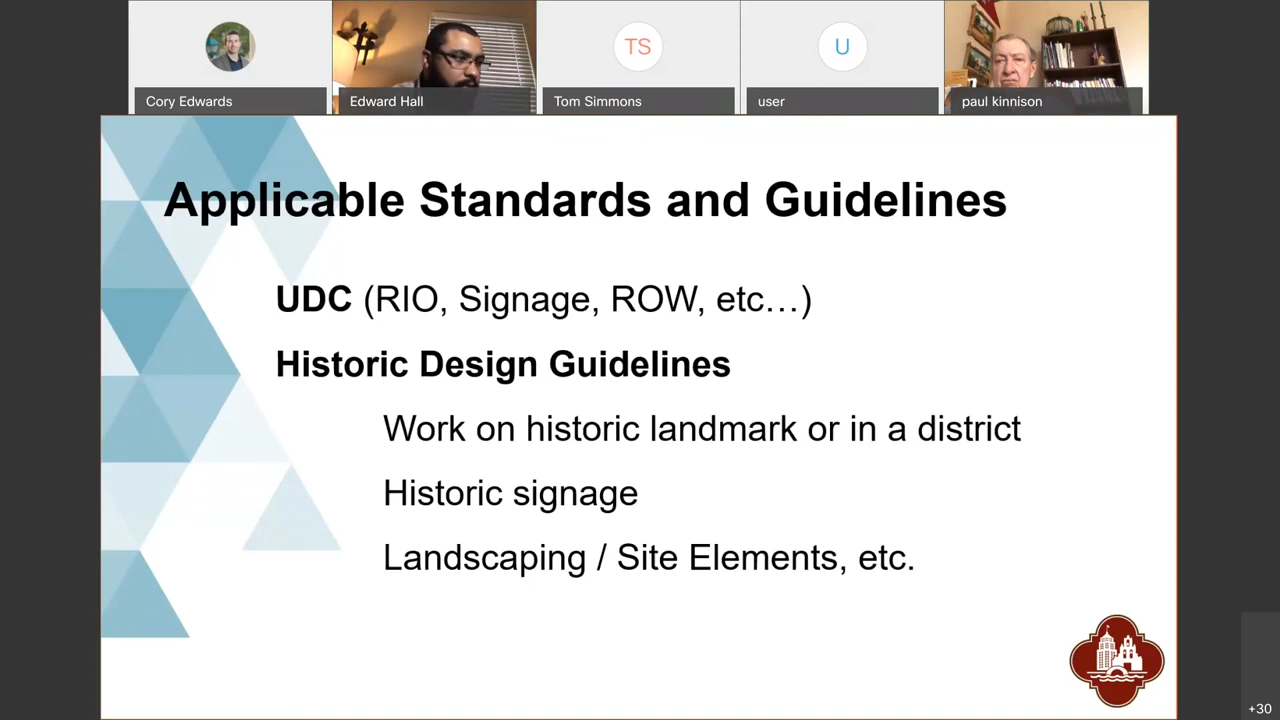 Cory Edwards
Edward Hall
TS
Tom Simmons
U
user
paul kinnison
Applicable Standards and Guidelines
UDC (RIO, Signage, ROW, etc…)
Historic Design Guidelines
Work on historic landmark or in a district
Historic signage
Landscaping / Site Elements, etc.
+30